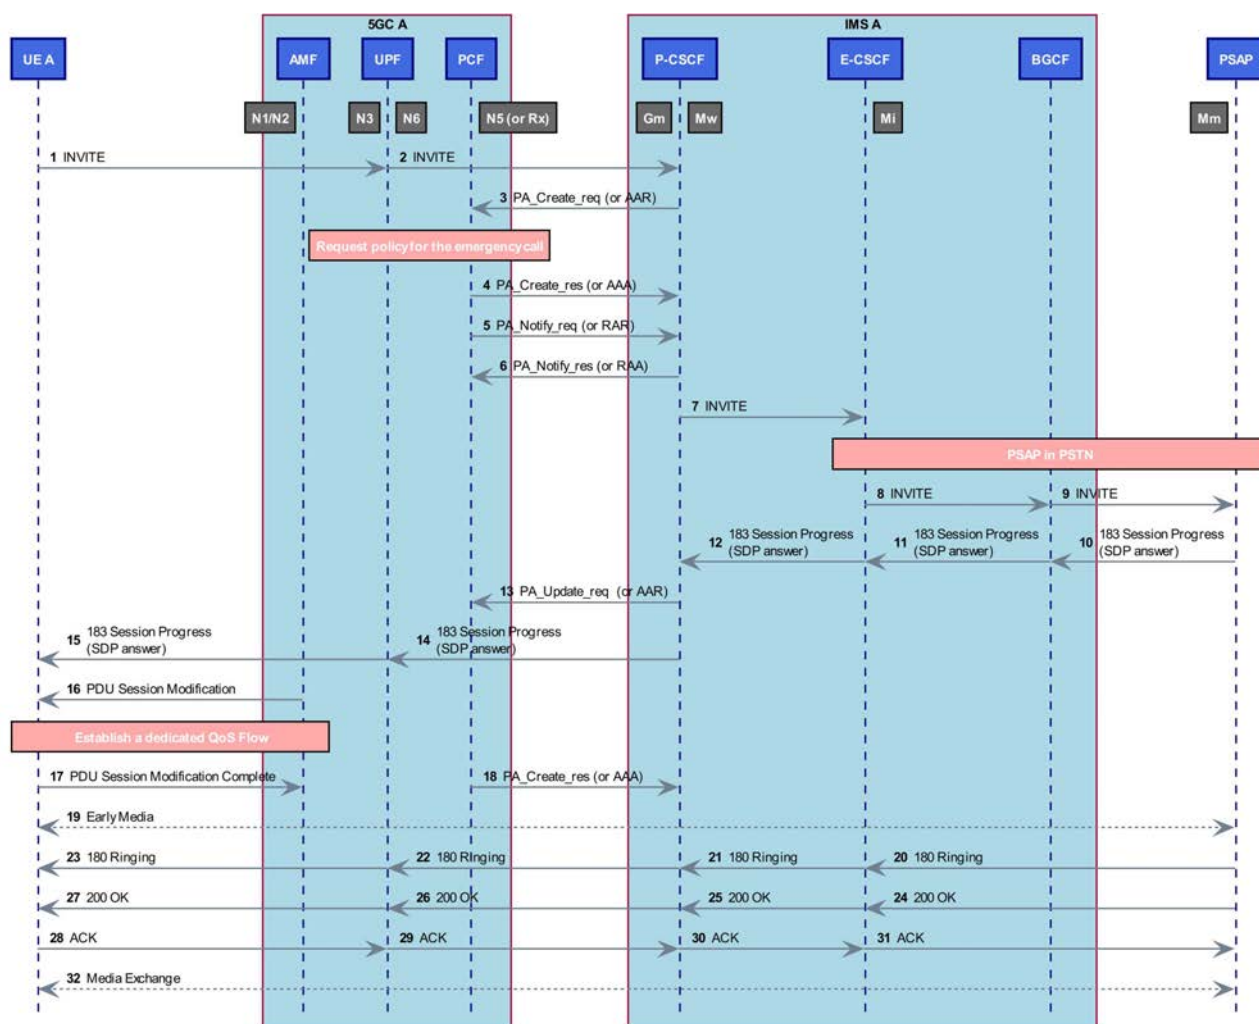 5GC A
IMS A
UE A
AMF
UPF
PCF
P-CSCF
E-CSCF
BGCF
PSAP
N1/N2
N3
N6
N5 (or Rx)
Gm
Mw
Mi
Mm
1 INVITE
2 INVITE
3 PA_Create_req (or AAR)
Request policy for the emergency call
4 PA_Create_res (or AAA)
5 PA_Notify_req (or RAR)
6 PA_Notify_res (or RAA)
7 INVITE
PSAP in PSTN
8 INVITE
9 INVITE
12 183 Session Progress
(SDP answer)
11 183 Session Progress
(SDP answer)
10 183 Session Progress
(SDP answer)
13 PA_Update_req (or AAR)
15 183 Session Progress
(SDP answer)
14 183 Session Progress
(SDP answer)
16 PDU Session Modification
Establish a dedicated QoS Flow
17 PDU Session Modification Complete
18 PA_Create_res (or AAA)
19 Early Media
23 180 Ringing
22 180 RInging
21 180 Ringing
20 180 Ringing
27 200 OK
26 200 OK
25 200 OK
24 200 OK
28 ACK
29 ACK
30 ACK
31 ACK
32 Media Exchange